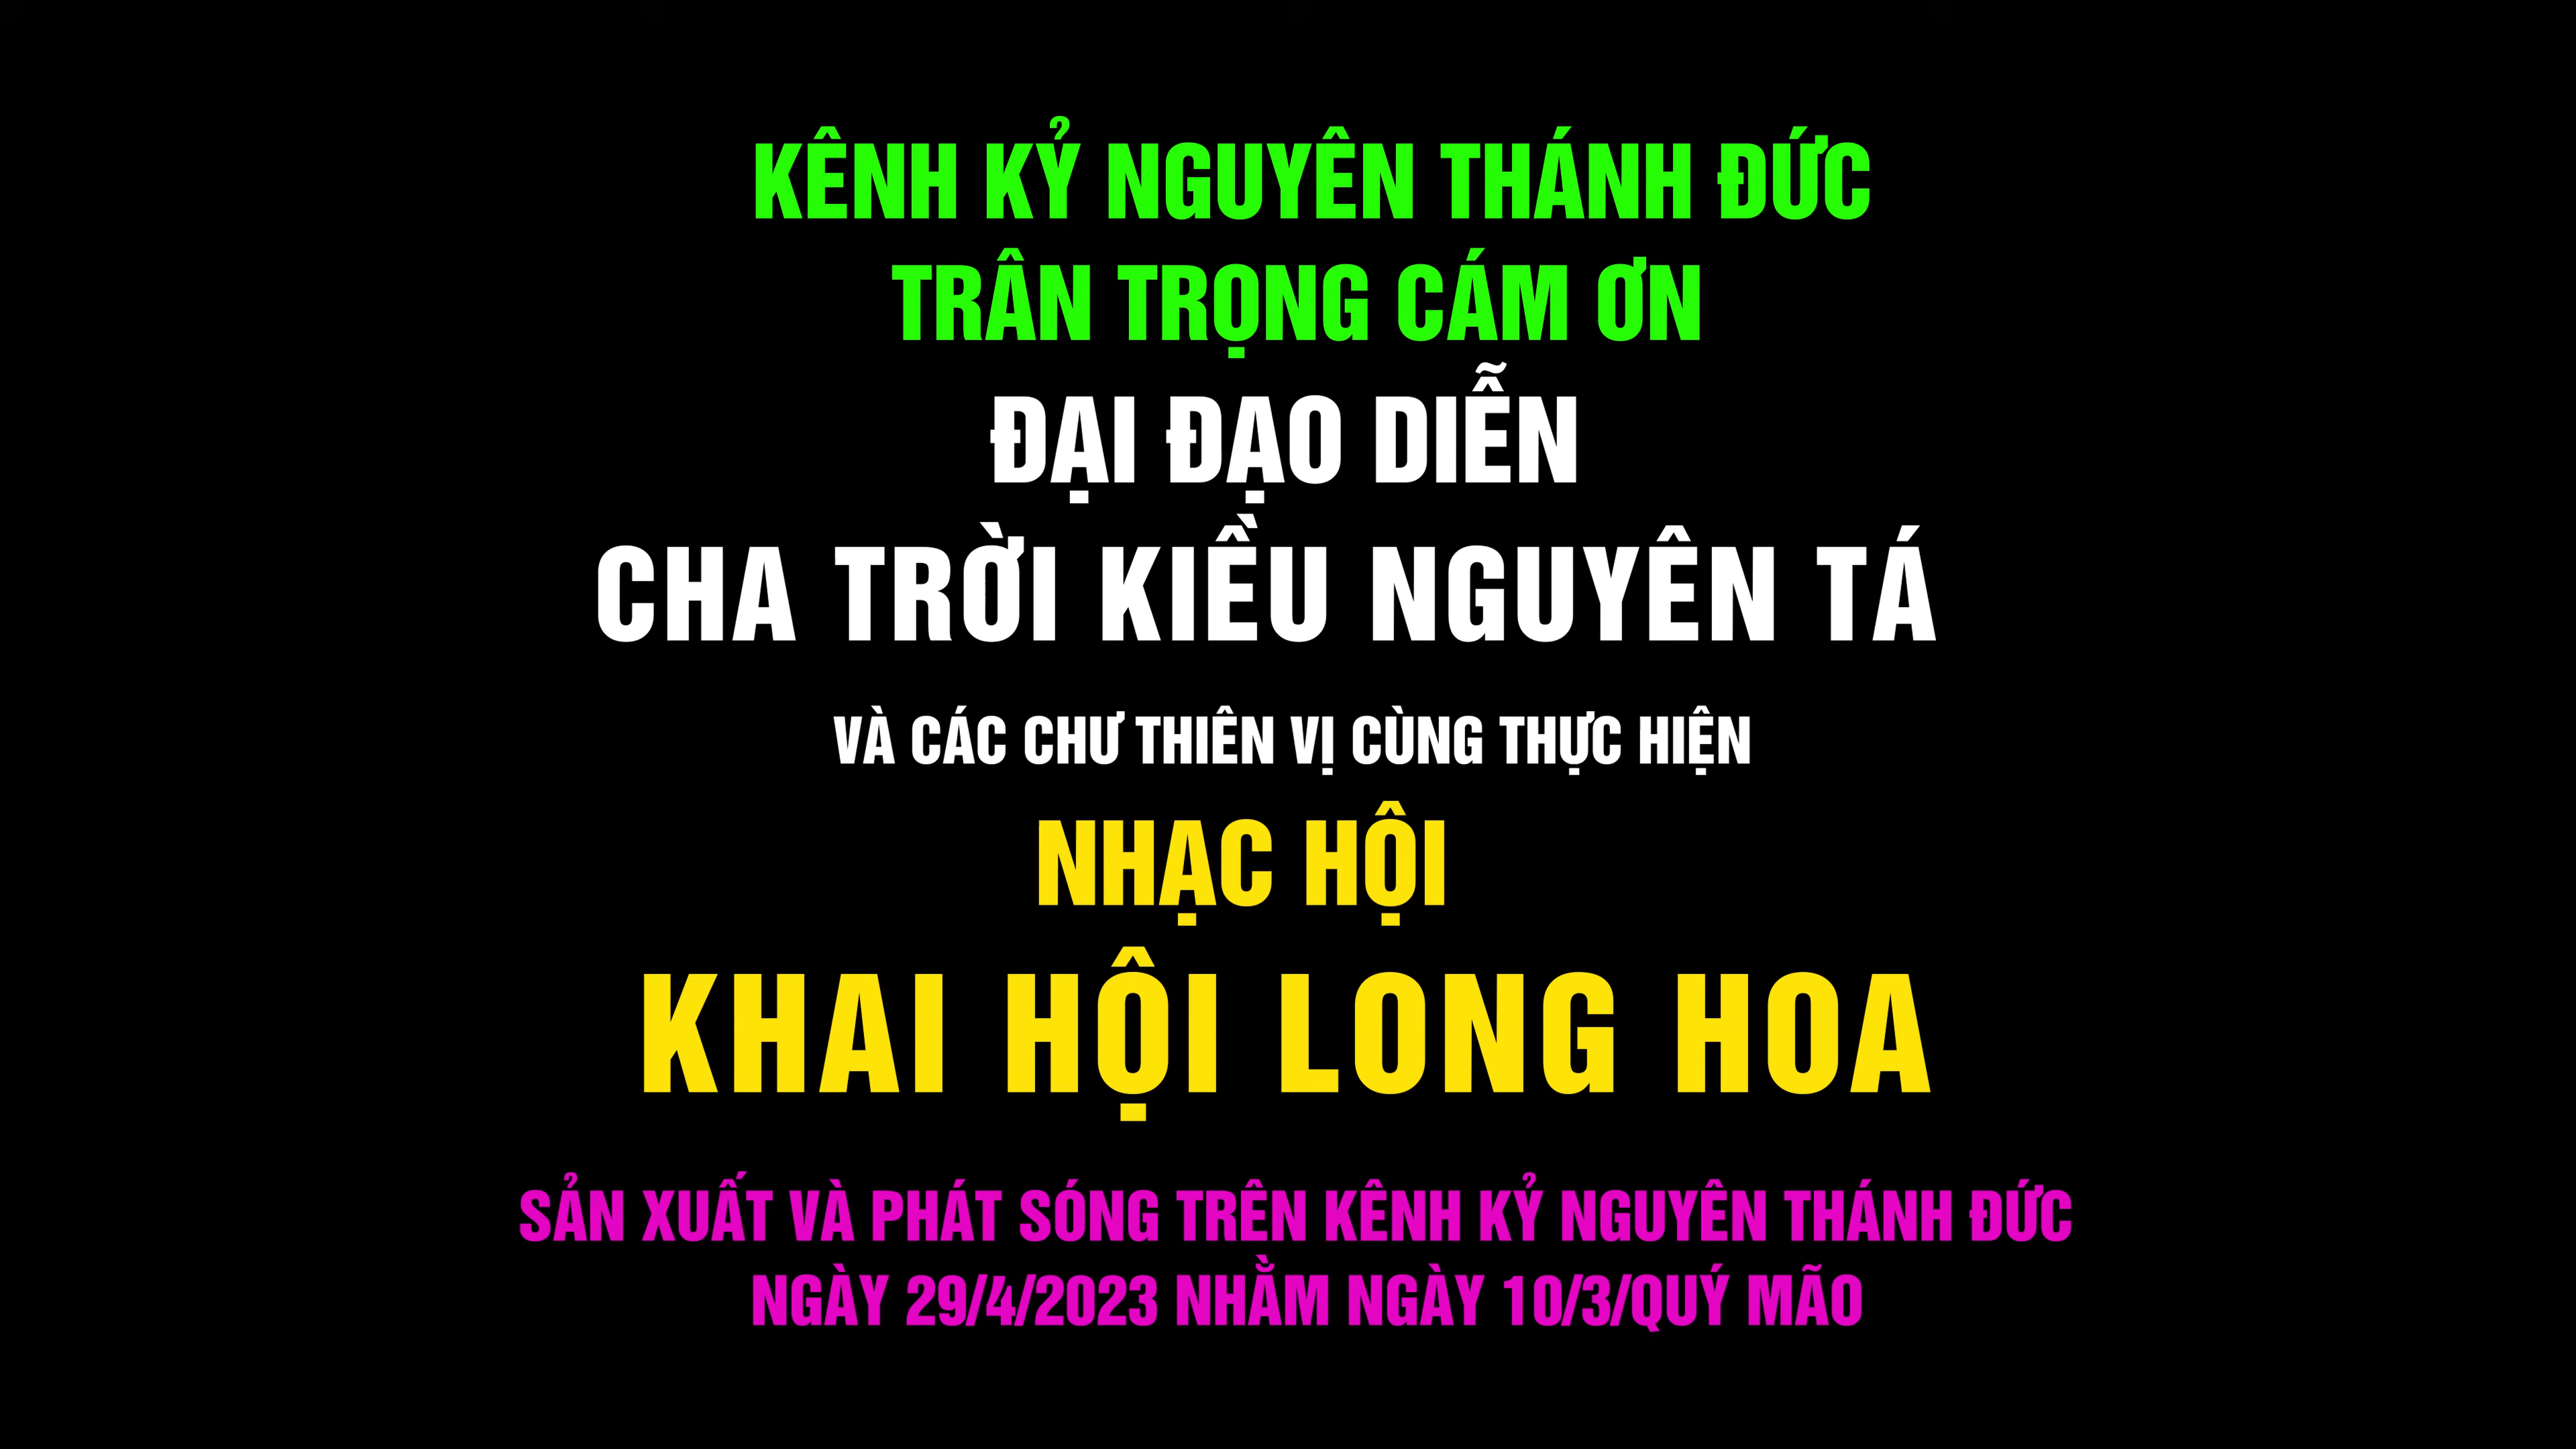 KÊNH KỶ NGUYÊN THÁNH ĐỨC
TRÂN TRỌNG CÁM ƠN
ĐẠI ĐẠO DIỄN
CHA TRỜI KIỀU NGUYÊN TÁ
VÀ CÁC CHƯ THIÊN VỊ CÙNG THỰC HIỆN
NHẠC HỘI
KHAI HỘI LONG HOA
SẢN XUẤT VÀ PHÁT SÓNG TRÊN KÊNH KỶ NGUYÊN THÁNH ĐỨC
NGÀY 29/4/2023 NHẰM NGÀY 10/3/QUÝ MÃO